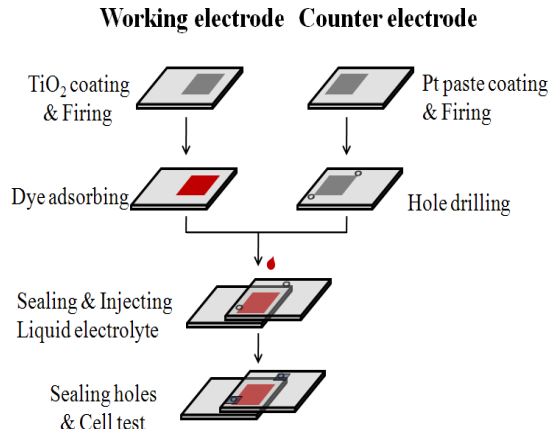 Working electrode Counter electrode
TiO₂ coating
& Firing
Pt paste coating
& Firing
Dye adsorbing
Hole drilling
Sealing & Injecting
Liquid electrolyte
Sealing holes
& Cell test